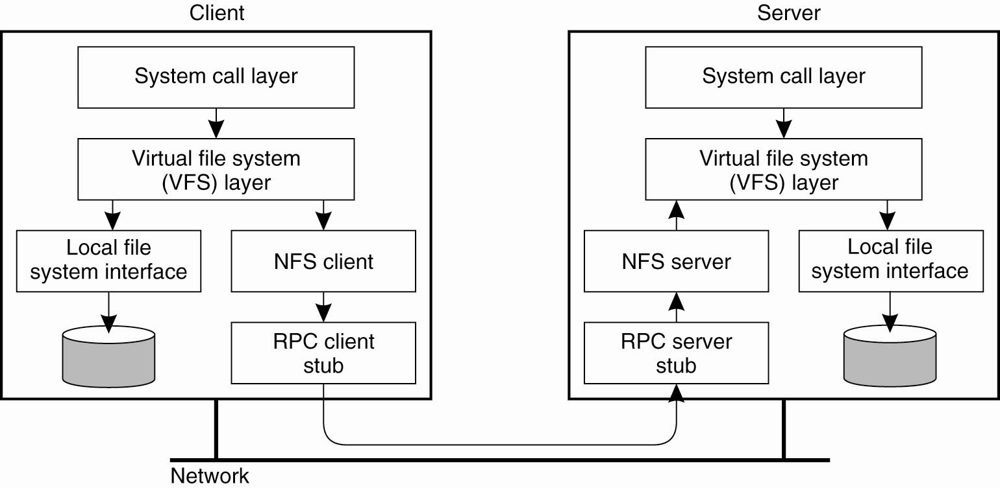 Client
Server
System call layer
System call layer
Virtual file system
(VFS) layer
Virtual file system
(VFS) layer
Local file
system interface
NFS client
NFS server
Local file
system interface
RPC client
stub
RPC server
stub
Network